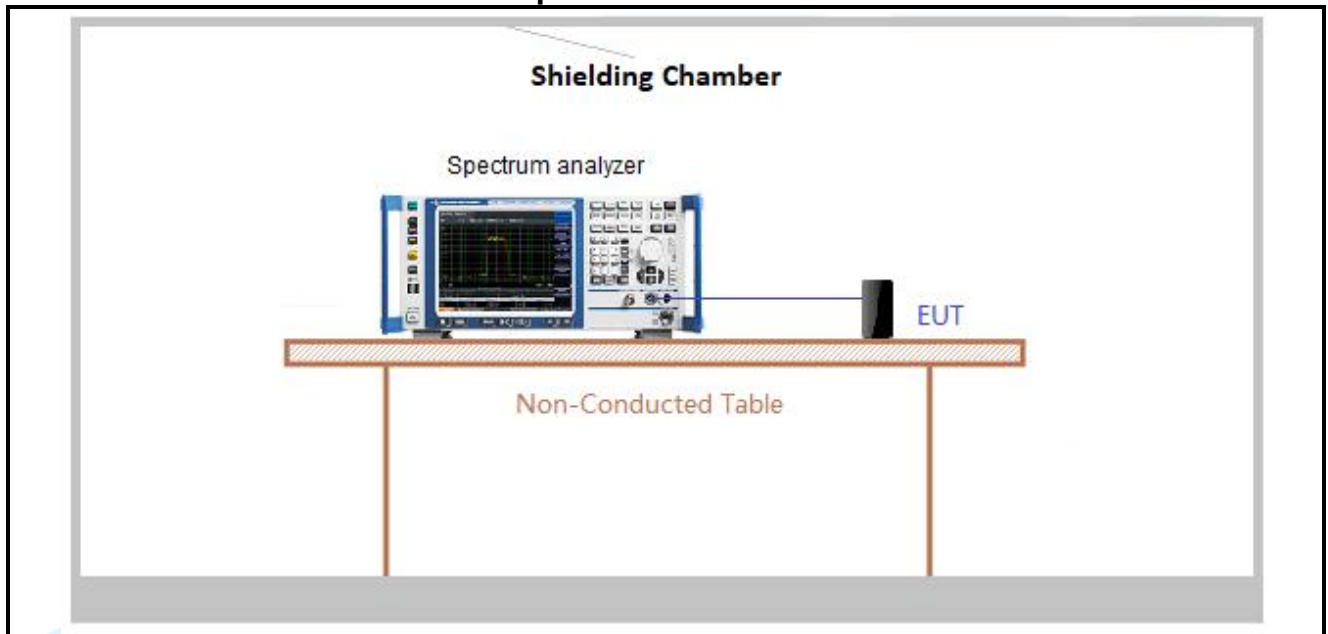 Shielding Chamber
Spectrum analyzer
EUT
Non-Conducted Table